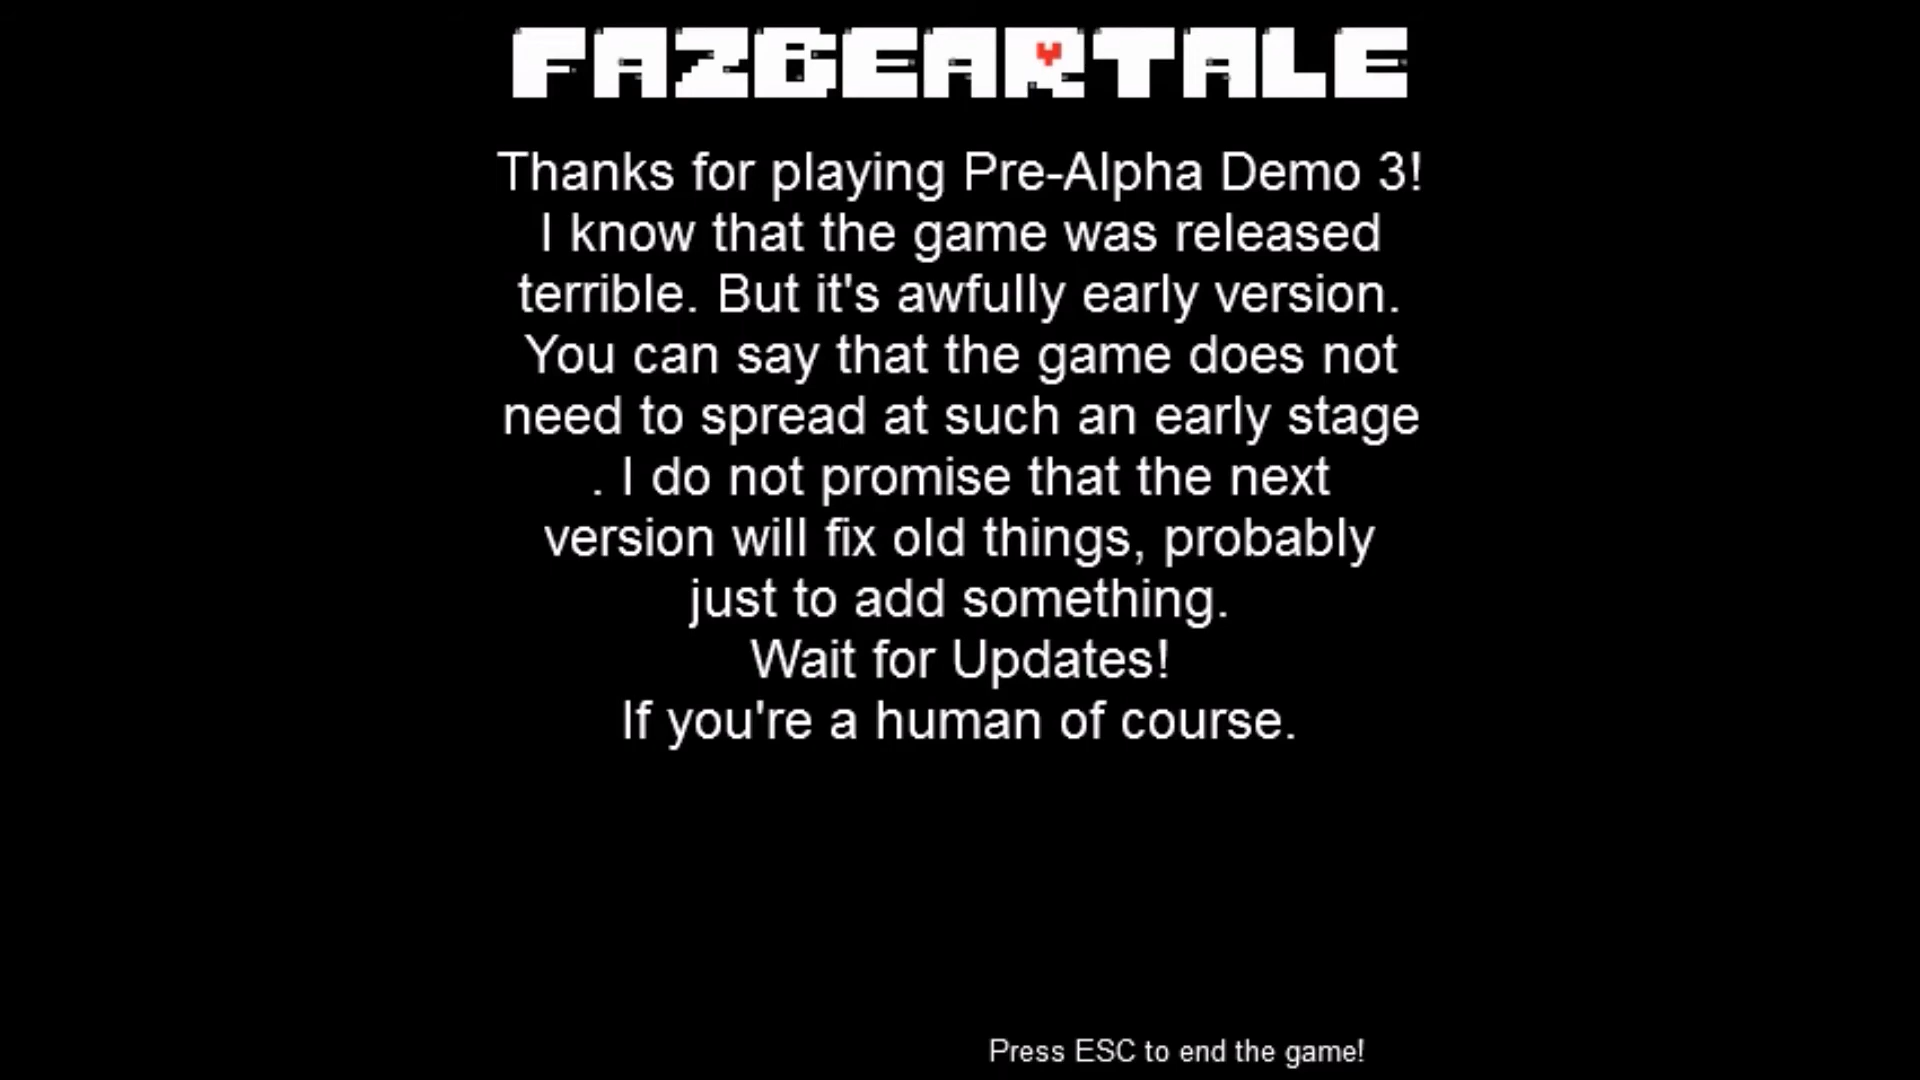 FAZBEARTALE
Thanks for playing Pre-Alpha Demo 3!
I know that the game was released
terrible. But it's awfully early version.
You can say that the game does not
need to spread at such an early stage
. I do not promise that the next
version will fix old things, probably
just to add something.
Wait for Updates!
If you're a human of course.
Press ESC to end the game!